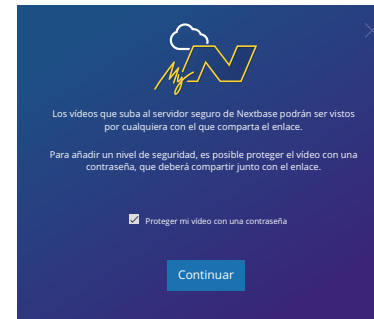 My N
Los vídeos que suba al servidor seguro de Nextbase podrán ser vistos
por cualquiera con el que comparta el enlace.
Para añadir un nivel de seguridad, es posible proteger el vídeo con una
contraseña, que deberá compartir junto con el enlace.
Proteger mi vídeo con una contraseña
Continuar